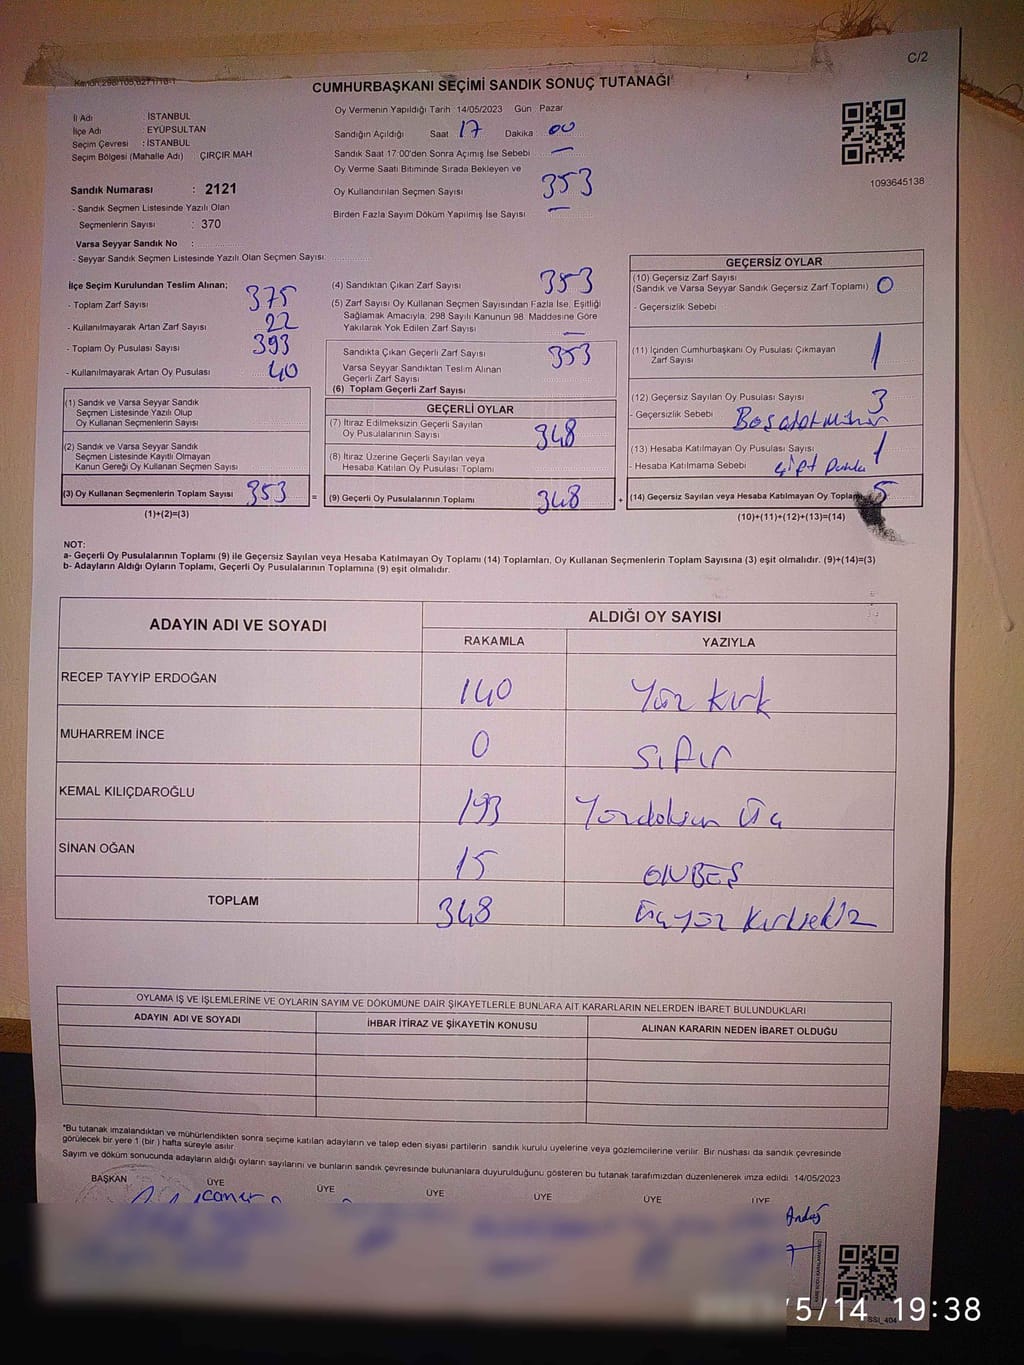 Kanun:298/105,6271/16-1
C/2
CUMHURBAŞKANI SEÇİMİ SANDIK SONUÇ TUTANAĞI
İl Adı İSTANBUL
İlçe Adı : EYÜPSULTAN
Seçim Çevresi : İSTANBUL
Seçim Bölgesi (Mahalle Adı) ÇIRÇIR MAH
Sandık Numarası : 2121
- Sandık Seçmen Listesinde Yazılı Olan
Seçmenlerin Sayısı : 370
Varsa Seyyar Sandık No :
- Seyyar Sandık Seçmen Listesinde Yazılı Olan Seçmen Sayısı:
Oy Vermenin Yapıldığı Tarih 14/05/2023 Gün Pazar
Sandığın Açıldığı Saat 17 Dakika 00
Sandık Saat 17:00'den Sonra Açımış İse Sebebi —
Oy Verme Saati Bitiminde Sırada Bekleyen ve
Oy Kullandırılan Seçmen Sayısı 353
Birden Fazla Sayım Döküm Yapılmış İse Sayısı —
1093645138
İlçe Seçim Kurulundan Teslim Alınan;
- Toplam Zarf Sayısı 375
- Kullanılmayarak Artan Zarf Sayısı 22
- Toplam Oy Pusulası Sayısı 393
- Kullanılmayarak Artan Oy Pusulası 40
(1) Sandık ve Varsa Seyyar Sandık
Seçmen Listesinde Yazılı Olup
Oy Kullanan Seçmenlerin Sayısı
(2) Sandık ve Varsa Seyyar Sandık
Seçmen Listesinde Kayıtlı Olmayan
Kanun Gereği Oy Kullanan Seçmen Sayısı
(3) Oy Kullanan Seçmenlerin Toplam Sayısı 353 =
(1)+(2)=(3)
(4) Sandıktan Çıkan Zarf Sayısı 353
(5) Zarf Sayısı Oy Kullanan Seçmen Sayısından Fazla İse, Eşitliği
Sağlamak Amacıyla, 298 Sayılı Kanunun 98. Maddesine Göre
Yakılarak Yok Edilen Zarf Sayısı —
Sandıkta Çıkan Geçerli Zarf Sayısı 353
Varsa Seyyar Sandıktan Teslim Alınan
Geçerli Zarf Sayısı
(6) Toplam Geçerli Zarf Sayısı
GEÇERLİ OYLAR
(7) İtiraz Edilmeksizin Geçerli Sayılan
Oy Pusulalarının Sayısı 348
(8) İtiraz Üzerine Geçerli Sayılan veya
Hesaba Katılan Oy Pusulası Toplamı
(9) Geçerli Oy Pusulalarının Toplamı 348 +
GEÇERSİZ OYLAR
(10) Geçersiz Zarf Sayısı
(Sandık ve Varsa Seyyar Sandık Geçersiz Zarf Toplamı) 0
- Geçersizlik Sebebi
(11) İçinden Cumhurbaşkanı Oy Pusulası Çıkmayan
Zarf Sayısı 1
(12) Geçersiz Sayılan Oy Pusulası Sayısı 3
- Geçersizlik Sebebi
(13) Hesaba Katılmayan Oy Pusulası Sayısı 1
- Hesaba Katılmama Sebebi çift
(14) Geçersiz Sayılan veya Hesaba Katılmayan Oy Toplamı 5
(10)+(11)+(12)+(13)=(14)
NOT:
a- Geçerli Oy Pusulalarının Toplamı (9) ile Geçersiz Sayılan veya Hesaba Katılmayan Oy Toplamı (14) Toplamları, Oy Kullanan Seçmenlerin Toplam Sayısına (3) eşit olmalıdır. (9)+(14)=(3)
b- Adayların Aldığı Oyların Toplamı, Geçerli Oy Pusulalarının Toplamına (9) eşit olmalıdır.
ADAYIN ADI VE SOYADI
ALDIĞI OY SAYISI
RAKAMLA YAZIYLA
RECEP TAYYİP ERDOĞAN 140 Yüz kırk
MUHARREM İNCE 0 sıfır
KEMAL KILIÇDAROĞLU 193 Yüzdoksan üç
SİNAN OĞAN 15 ONBEŞ
TOPLAM 348 üçyüz kırksekiz
OYLAMA İŞ VE İŞLEMLERİNE VE OYLARIN SAYIM VE DÖKÜMÜNE DAİR ŞİKAYETLERLE BUNLARA AİT KARARLARIN NELERDEN İBARET BULUNDUKLARI
ADAYIN ADI VE SOYADI İHBAR İTİRAZ VE ŞİKAYETİN KONUSU ALINAN KARARIN NEDEN İBARET OLDUĞU
*Bu tutanak imzalandıktan ve mühürlendikten sonra seçime katılan adayların ve talep eden siyasi partilerin sandık kurulu üyelerine veya gözlemcilerine verilir. Bir nüshası da sandık çevresinde
görülecek bir yere 1 (bir ) hafta süreyle asılır.
Sayım ve döküm sonucunda adayların aldığı oyların sayılarını ve bunların sandık çevresinde bulunanlara duyurulduğunu gösteren bu tutanak tarafımızdan düzenlenerek imza edildi. 14/05/2023
BAŞKAN ÜYE ÜYE ÜYE ÜYE ÜYE ÜYE
/5/14 19:38